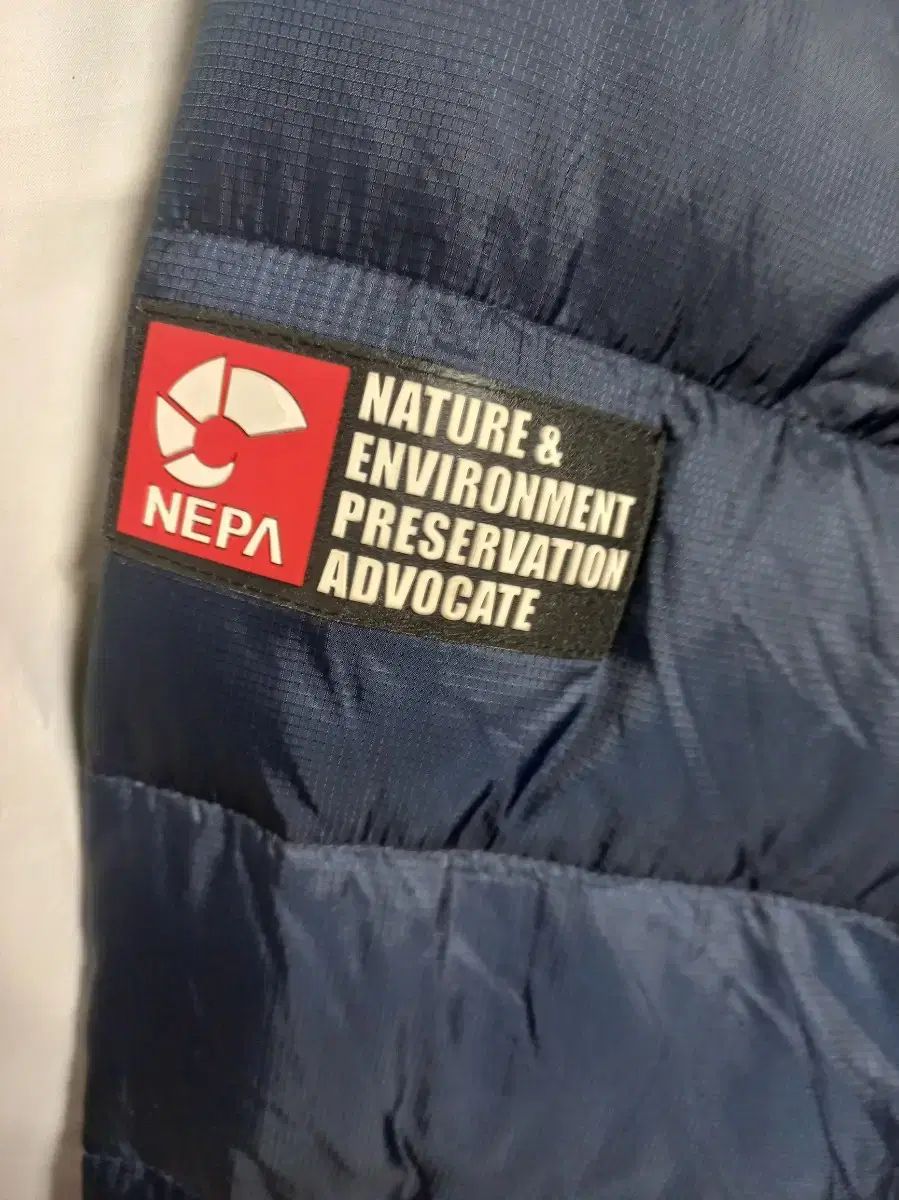 NEPA
NATURE &
ENVIRONMENT
PRESERVATION
ADVOCATE